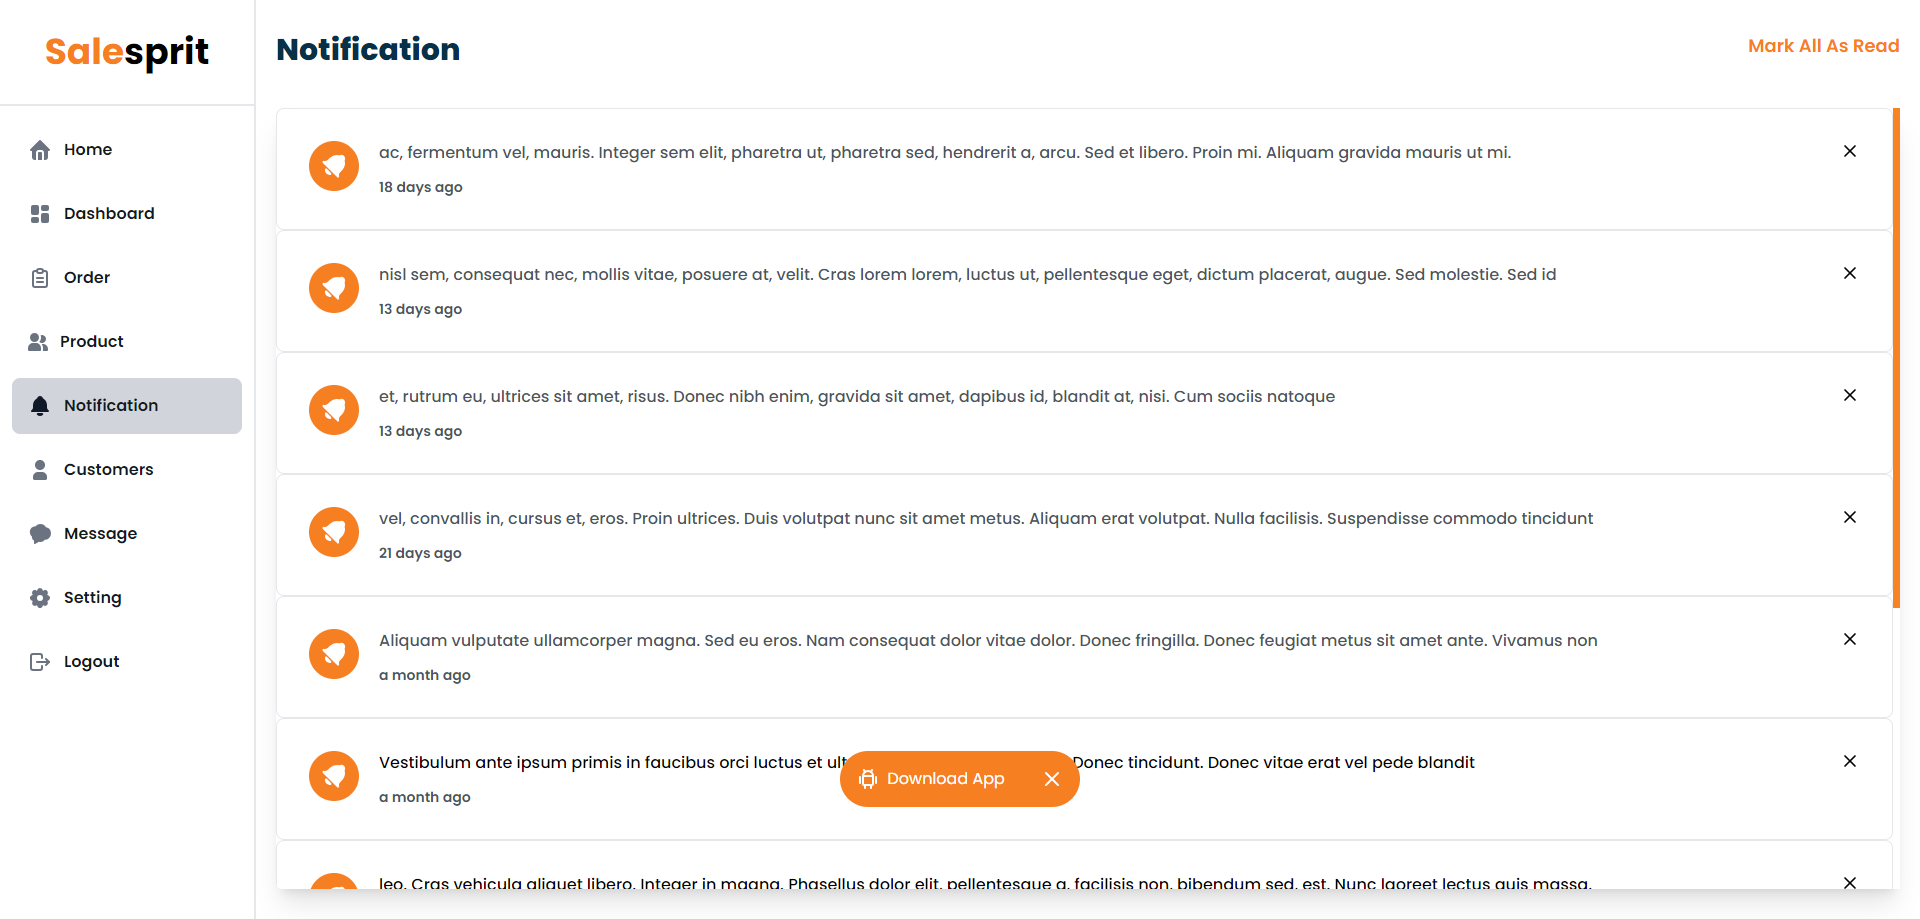 Salesprit
Home
Dashboard
Order
Product
Notification
Customers
Message
Setting
Logout
Notification
Mark All As Read
ac, fermentum vel, mauris. Integer sem elit, pharetra ut, pharetra sed, hendrerit a, arcu. Sed et libero. Proin mi. Aliquam gravida mauris ut mi.
18 days ago
nisl sem, consequat nec, mollis vitae, posuere at, velit. Cras lorem lorem, luctus ut, pellentesque eget, dictum placerat, augue. Sed molestie. Sed id
13 days ago
et, rutrum eu, ultrices sit amet, risus. Donec nibh enim, gravida sit amet, dapibus id, blandit at, nisi. Cum sociis natoque
13 days ago
vel, convallis in, cursus et, eros. Proin ultrices. Duis volutpat nunc sit amet metus. Aliquam erat volutpat. Nulla facilisis. Suspendisse commodo tincidunt
21 days ago
Aliquam vulputate ullamcorper magna. Sed eu eros. Nam consequat dolor vitae dolor. Donec fringilla. Donec feugiat metus sit amet ante. Vivamus non
a month ago
Vestibulum ante ipsum primis in faucibus orci luctus et Donec tincidunt. Donec vitae erat vel pede blandit
Download App
a month ago
leo. Cras vehicula aliquet libero. Integer in magna. Phasellus dolor elit, pellentesque a, facilisis non, bibendum sed, est. Nunc laoreet lectus quis massa.